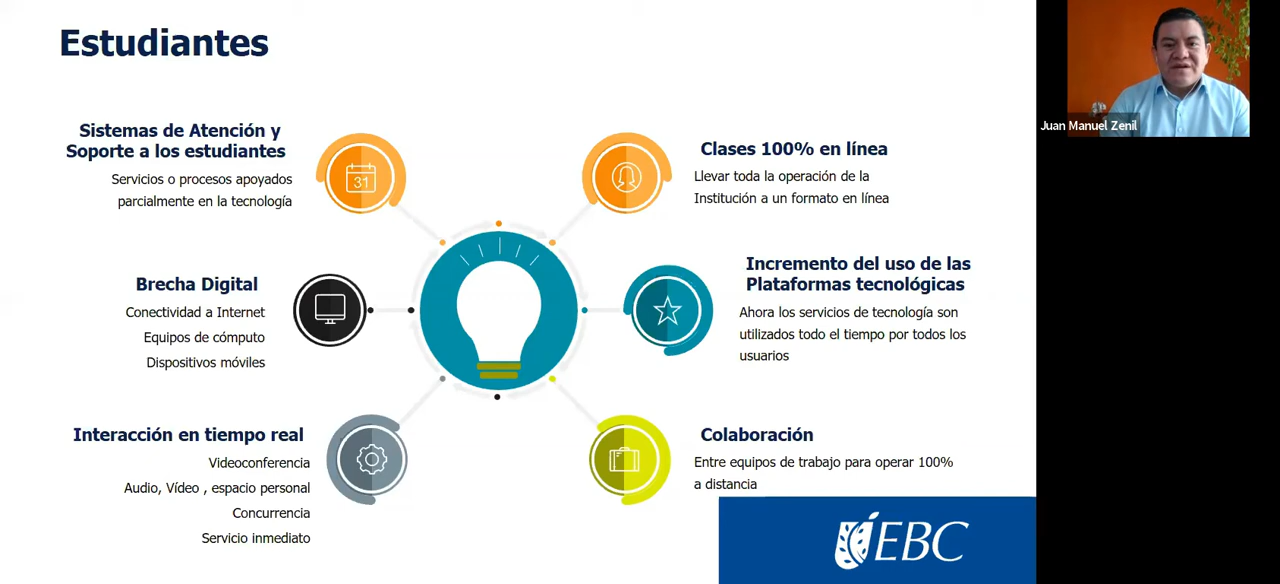 Estudiantes
Sistemas de Atención y
Soporte a los estudiantes
Servicios o procesos apoyados
parcialmente en la tecnología
31
Brecha Digital
Conectividad a Internet
Equipos de cómputo
Dispositivos móviles
Interacción en tiempo real
Videoconferencia
Audio, Vídeo , espacio personal
Concurrencia
Servicio inmediato
Clases 100% en línea
Llevar toda la operación de la
Institución a un formato en línea
Incremento del uso de las
Plataformas tecnológicas
Ahora los servicios de tecnología son
utilizados todo el tiempo por todos los
usuarios
Colaboración
Entre equipos de trabajo para operar 100%
a distancia
EBC
Juan Manuel Zenil